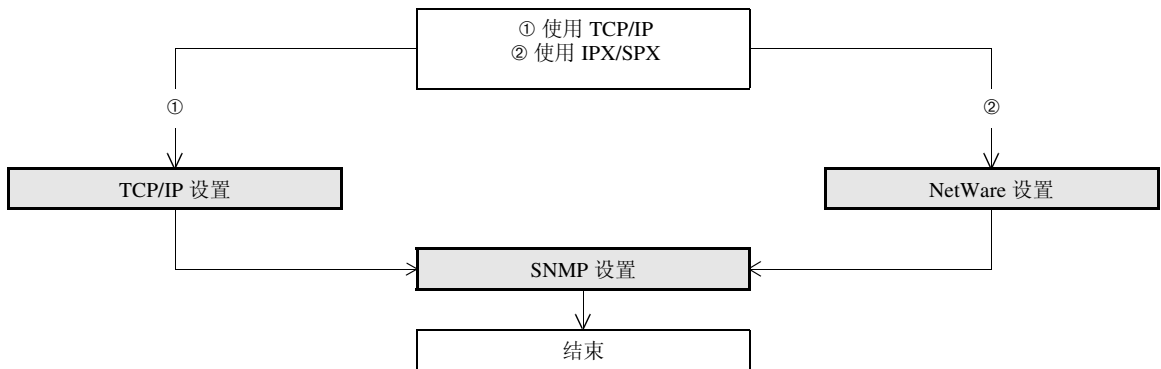 ① 使用 TCP/IP
② 使用 IPX/SPX
①
②
TCP/IP 设置
NetWare 设置
SNMP 设置
结束